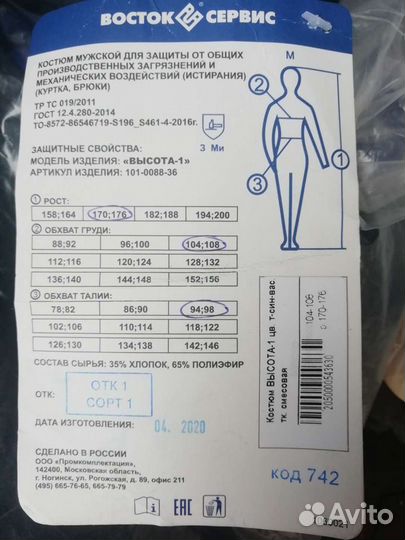 ВОСТОК СЕРВИС
КОСТЮМ МУЖСКОЙ ДЛЯ ЗАЩИТЫ ОТ ОБЩИХ
ПРОИЗВОДСТВЕННЫХ ЗАГРЯЗНЕНИЙ И
МЕХАНИЧЕСКИХ ВОЗДЕЙСТВИЙ (ИСТИРАНИЯ)
(КУРТКА, БРЮКИ)
ТР ТС 019/2011
ГОСТ 12.4.280-2014
ТО-8572-86546719-S196_S461-4-2016г.
ЗАЩИТНЫЕ СВОЙСТВА: 3 Ми
МОДЕЛЬ ИЗДЕЛИЯ: «ВЫСОТА-1»
АРТИКУЛ ИЗДЕЛИЯ: 101-0088-36
М
2
1
3
1 РОСТ:
158;164 170;176 182;188 194;200
2 ОБХВАТ ГРУДИ:
88;92 96;100 104;108
112;116 120;124 128;132
136;140 144;148 152;156
3 ОБХВАТ ТАЛИИ:
78;82 86;90 94;98
102;106 110;114 118;122
126;130 134;138 142;146
СОСТАВ СЫРЬЯ: 35% ХЛОПОК, 65% ПОЛИЭФИР
ОТК:
ОТК 1
СОРТ 1
ДАТА ИЗГОТОВЛЕНИЯ: 04. 2020
СДЕЛАНО В РОССИИ
ООО «Промкомплектация»,
142400, Московская область,
г. Ногинск, ул. Рогожская, д. 89, офис 211
(495) 665-76-65, 665-79-79
Костюм ВЫСОТА-1 цв. т-син-вас
тк. смесовая
104-108
р 170-176
2050000543630
код 742
EAC
Avito